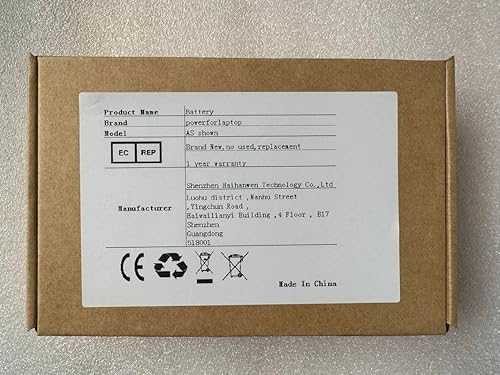 Product Name Battery
Brand powerforlaptop
Model AS shown
EC REP Brand New,no used,replacement
1 year warranty
Shenzhen Haihanwen Technology Co.,Ltd
Manufacturer
Luohu district ,Wanhu Street
,Yingchun Road ,
Haiwailianyi Building ,4 Floor , B17
Shenzhen
Guangdong
518001
CE
Made In China